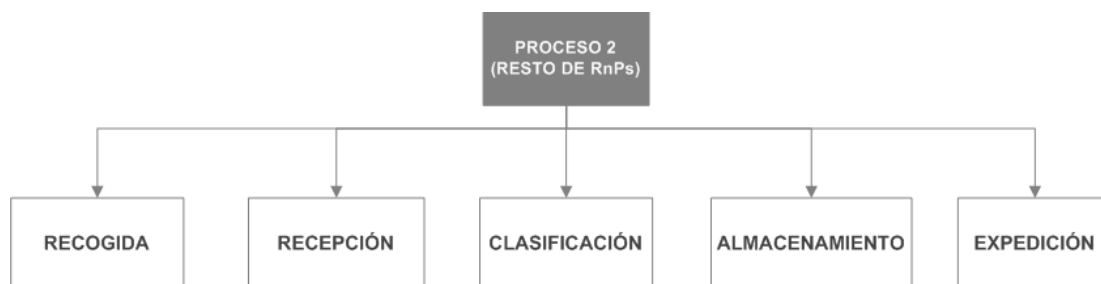 PROCESO 2
(RESTO DE RnPs)
RECOGIDA
RECEPCIÓN
CLASIFICACIÓN
ALMACENAMIENTO
EXPEDICIÓN